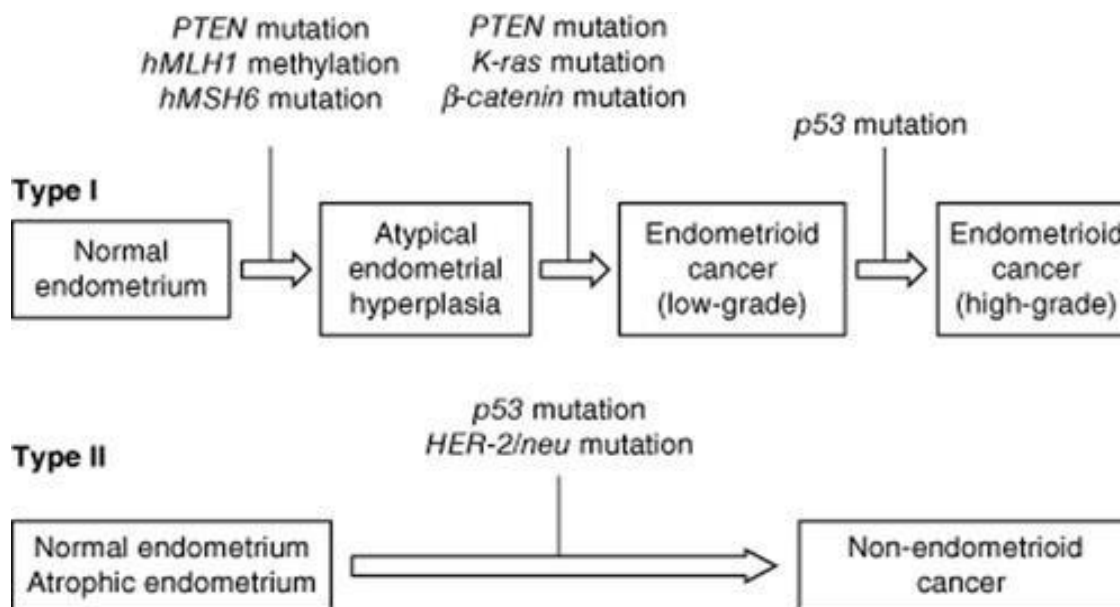 PTEN mutation
hMLH1 methylation
hMSH6 mutation
PTEN mutation
K-ras mutation
β-catenin mutation
p53 mutation
Type I
Normal
endometrium
Atypical
endometrial
hyperplasia
Endometrioid
cancer
(low-grade)
Endometrioid
cancer
(high-grade)
p53 mutation
HER-2/neu mutation
Type II
Normal endometrium
Atrophic endometrium
Non-endometrioid
cancer